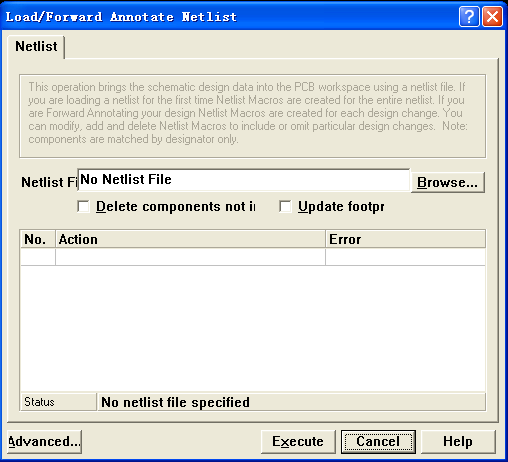 Load/Forward Annotate Netlist
Netlist
This operation brings the schematic design data into the PCB workspace using a netlist file. If
you are loading a netlist for the first time Netlist Macros are created for the entire netlist. If you
are Forward Annotating your design Netlist Macros are created for each design change. You
can modify, add and delete Netlist Macros to include or omit particular design changes. Note:
components are matched by designator only.
Netlist Fi No Netlist File Browse...
Delete components not in Update footpr
No. Action Error
Status No netlist file specified
Advanced... Execute Cancel Help